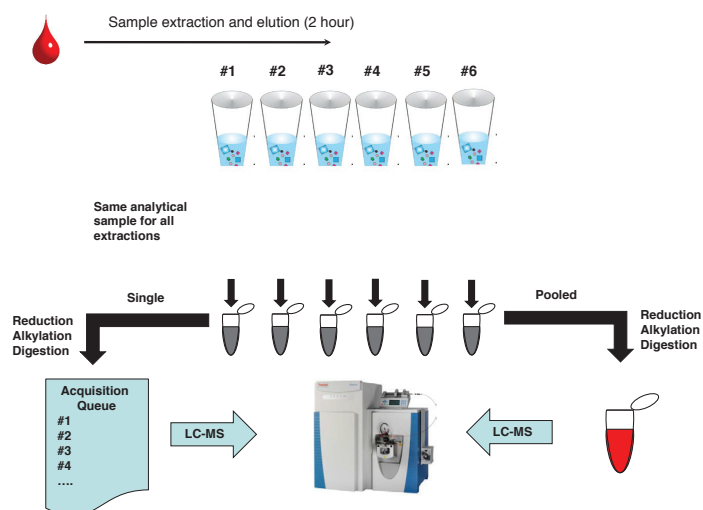 Sample extraction and elution (2 hour)
#1 #2 #3 #4 #5 #6
Same analytical
sample for all
extractions
Single
Pooled
Reduction
Alkylation
Digestion
Reduction
Alkylation
Digestion
Acquisition
Queue
#1
#2
#3
#4
....
LC-MS
LC-MS